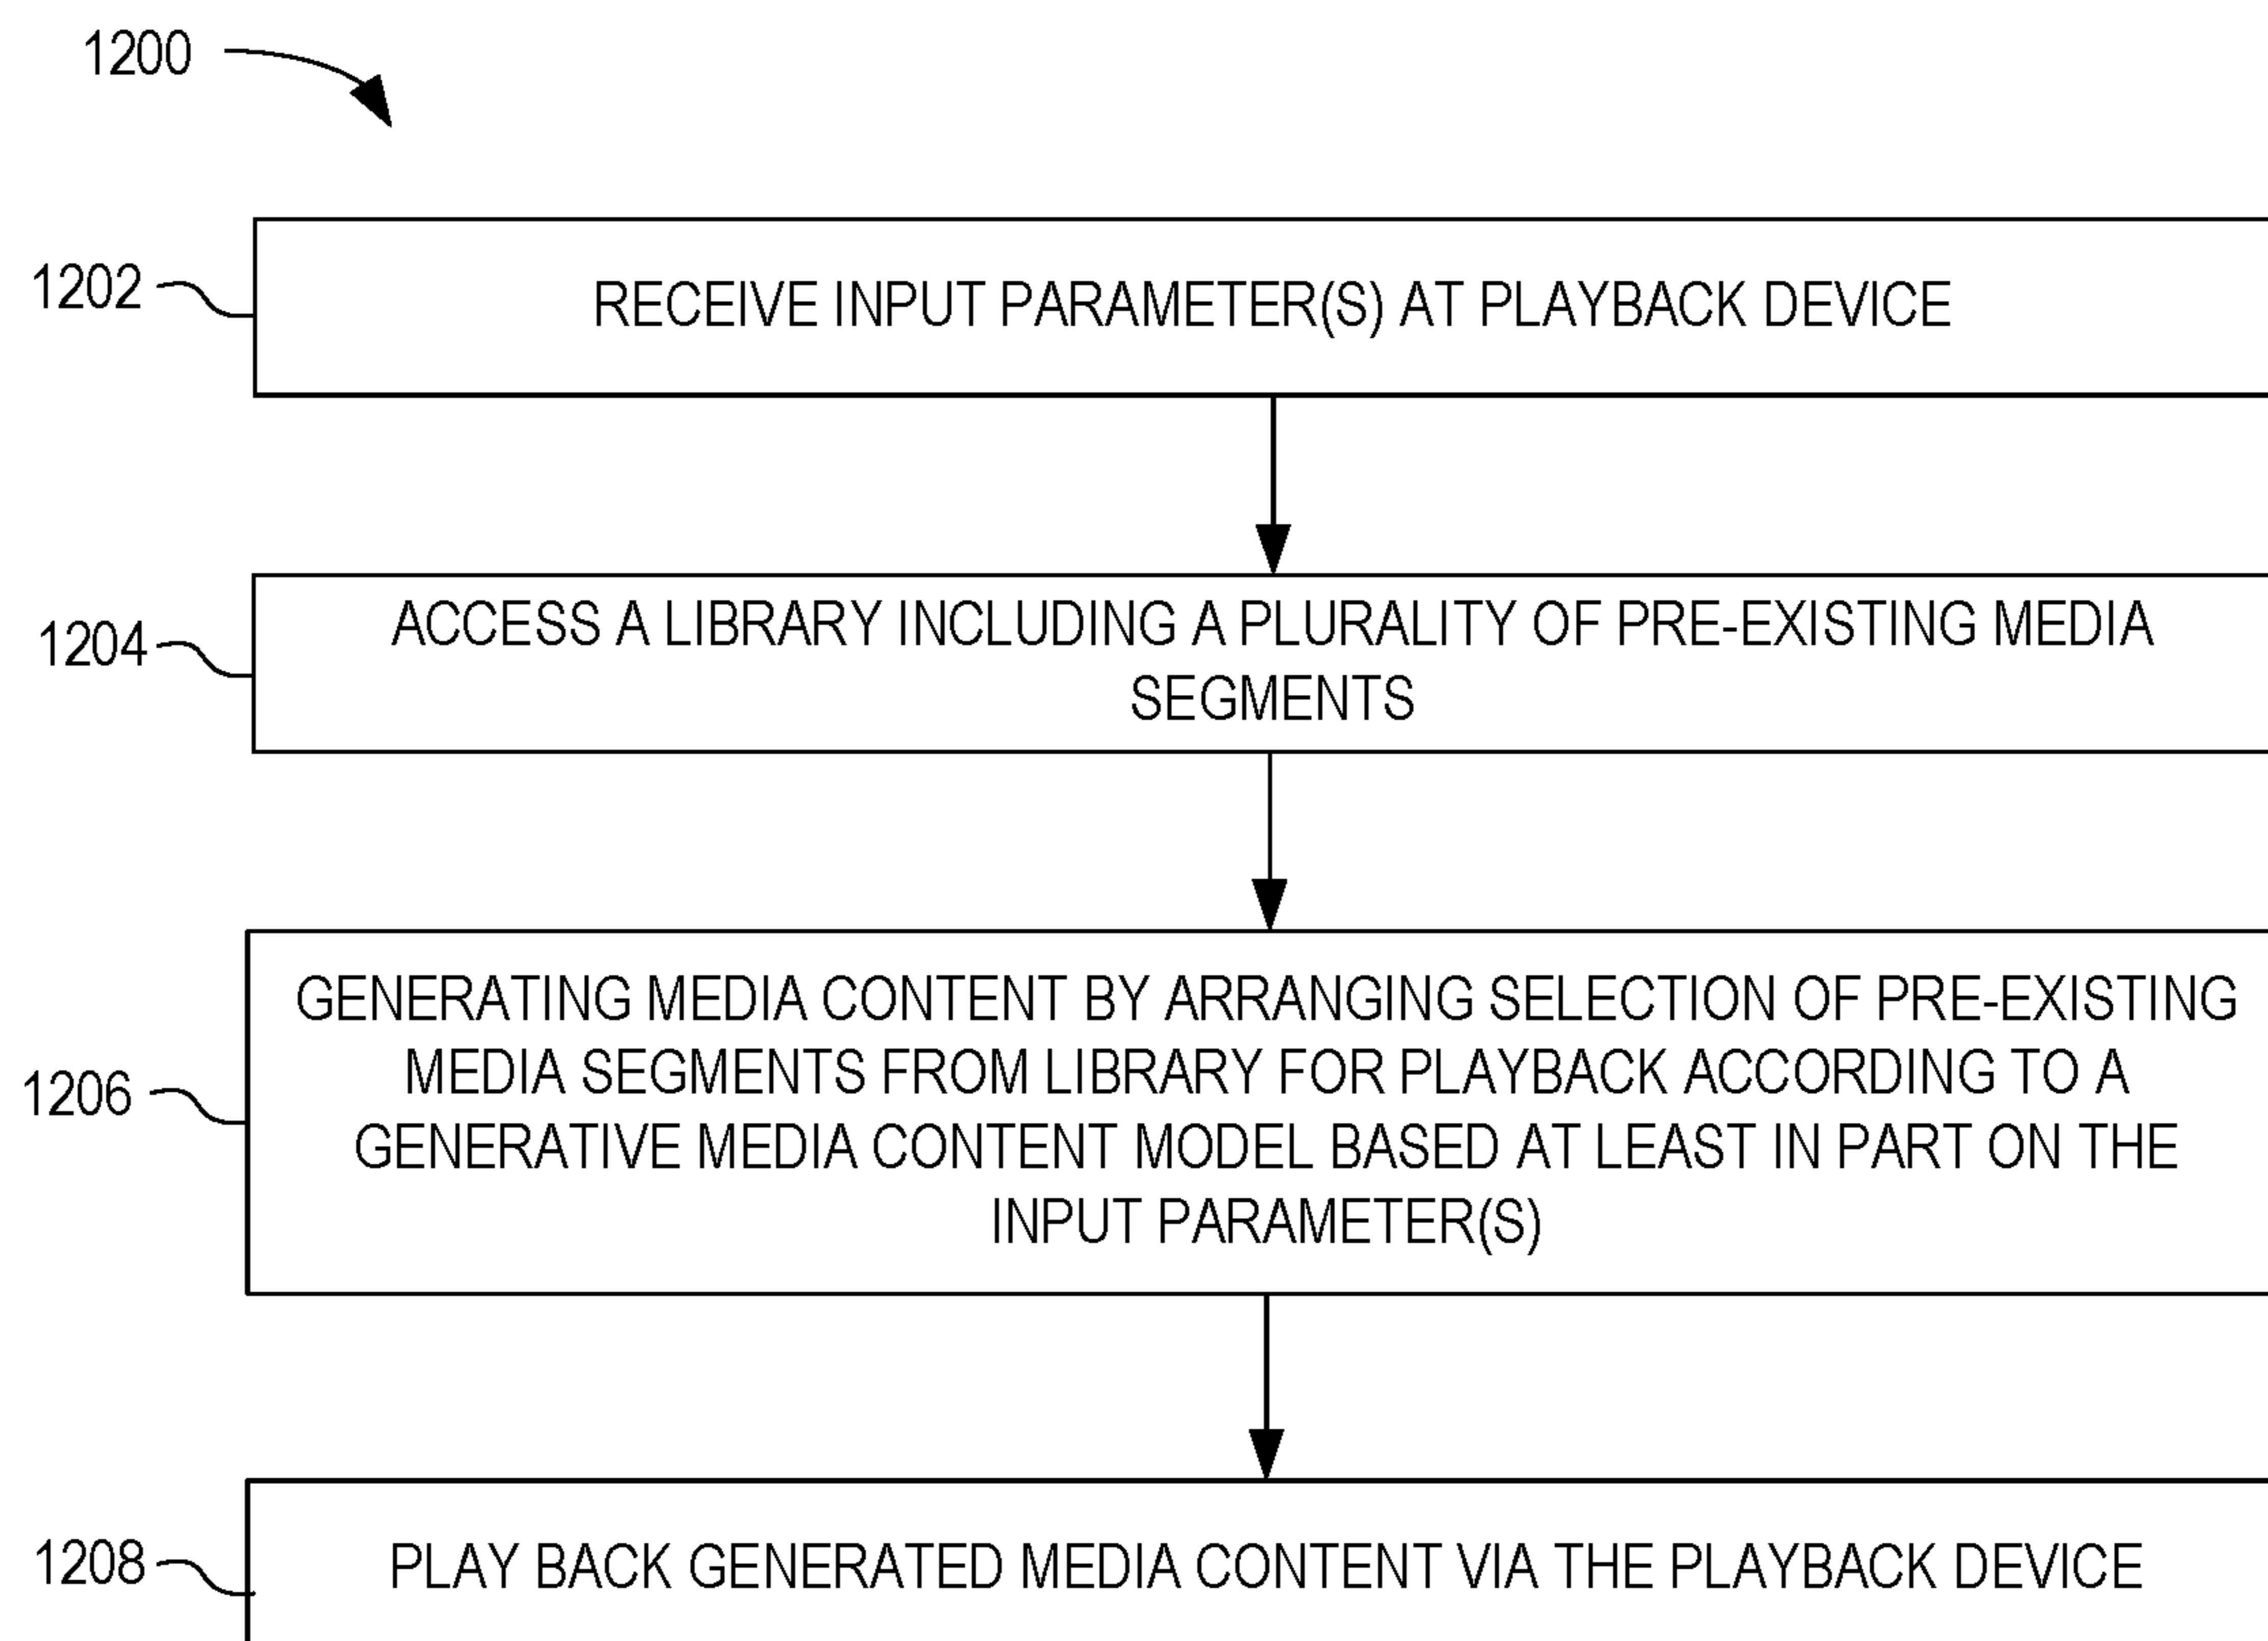 1200
1202
RECEIVE INPUT PARAMETER(S) AT PLAYBACK DEVICE
1204
ACCESS A LIBRARY INCLUDING A PLURALITY OF PRE-EXISTING MEDIA
SEGMENTS
1206
GENERATING MEDIA CONTENT BY ARRANGING SELECTION OF PRE-EXISTING
MEDIA SEGMENTS FROM LIBRARY FOR PLAYBACK ACCORDING TO A
GENERATIVE MEDIA CONTENT MODEL BASED AT LEAST IN PART ON THE
INPUT PARAMETER(S)
1208
PLAY BACK GENERATED MEDIA CONTENT VIA THE PLAYBACK DEVICE